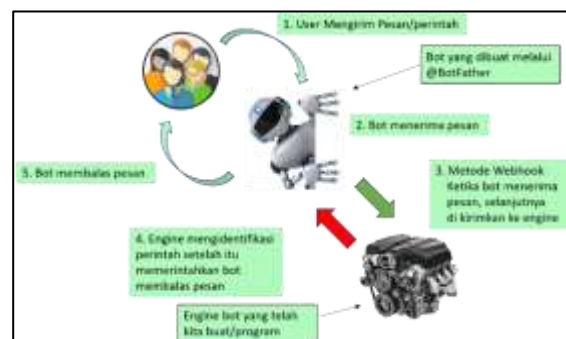 1. User Mengirim Pesan/perintah
Bot yang dibuat melalui
@BotFather
2. Bot menerima pesan
5. Bot membalas pesan
3. Metode Webhook
Ketika bot menerima
pesan, selanjutnya
di kirimkan ke engine
4. Engine mengidentifikasi
perintah setelah itu
memerintahkan bot
membalas pesan
Engine bot yang telah
kita buat/program